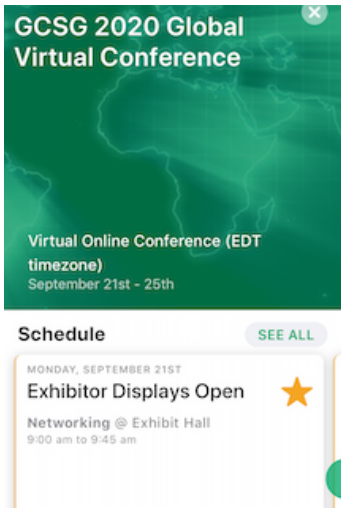 GCSG 2020 Global
Virtual Conference
Virtual Online Conference (EDT
timezone)
September 21st - 25th
Schedule
SEE ALL
MONDAY, SEPTEMBER 21ST
Exhibitor Displays Open
Networking @ Exhibit Hall
9:00 am to 9:45 am